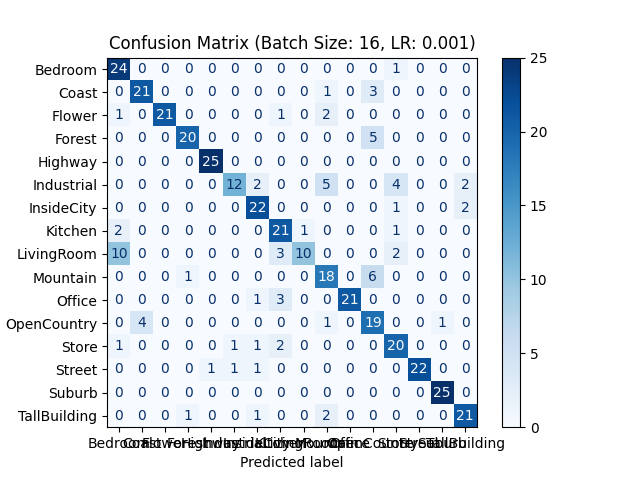 Confusion Matrix (Batch Size: 16, LR: 0.001)
Bedroom 24 0 0 0 0 0 0 0 0 0 0 0 1 0 0 0
Coast 0 21 0 0 0 0 0 0 0 1 0 3 0 0 0 0
Flower 1 0 21 0 0 0 0 1 0 2 0 0 0 0 0 0
Forest 0 0 0 20 0 0 0 0 0 0 0 5 0 0 0 0
Highway 0 0 0 0 25 0 0 0 0 0 0 0 0 0 0 0
Industrial 0 0 0 0 0 12 2 0 0 5 0 0 4 0 0 2
InsideCity 0 0 0 0 0 0 22 0 0 0 0 0 1 0 0 2
Kitchen 2 0 0 0 0 0 0 21 1 0 0 0 1 0 0 0
LivingRoom 10 0 0 0 0 0 0 3 10 0 0 0 2 0 0 0
Mountain 0 0 0 1 0 0 0 0 0 18 0 6 0 0 0 0
Office 0 0 0 0 0 0 1 3 0 0 21 0 0 0 0 0
OpenCountry 0 4 0 0 0 0 0 0 0 1 0 19 0 0 1 0
Store 1 0 0 0 0 1 1 2 0 0 0 0 20 0 0 0
Street 0 0 0 0 1 1 1 0 0 0 0 0 0 22 0 0
Suburb 0 0 0 0 0 0 0 0 0 0 0 0 0 0 25 0
TallBuilding 0 0 0 1 0 0 1 0 0 2 0 0 0 0 0 21
Predicted label
25
20
15
10
5
0